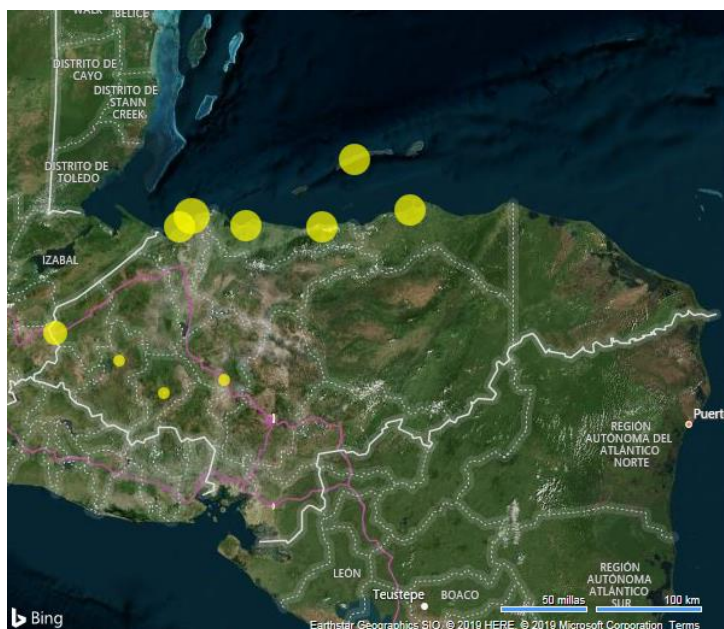 WALK
BELICE
DISTRITO DE
CAYO
DISTRITO DE
STANN
CREEK
DISTRITO DE
TOLEDO
IZABAL
Puert
REGIÓN
AUTÓNOMA DEL
ATLÁNTICO
NORTE
LEÓN
BOACO
Teustepe
REGIÓN
AUTÓNOMA
ATLÁNTICO
SUR
50 millas
100 km
Bing
Earthstar Geographics SIO, © 2019 HERE, © 2019 Microsoft Corporation Terms